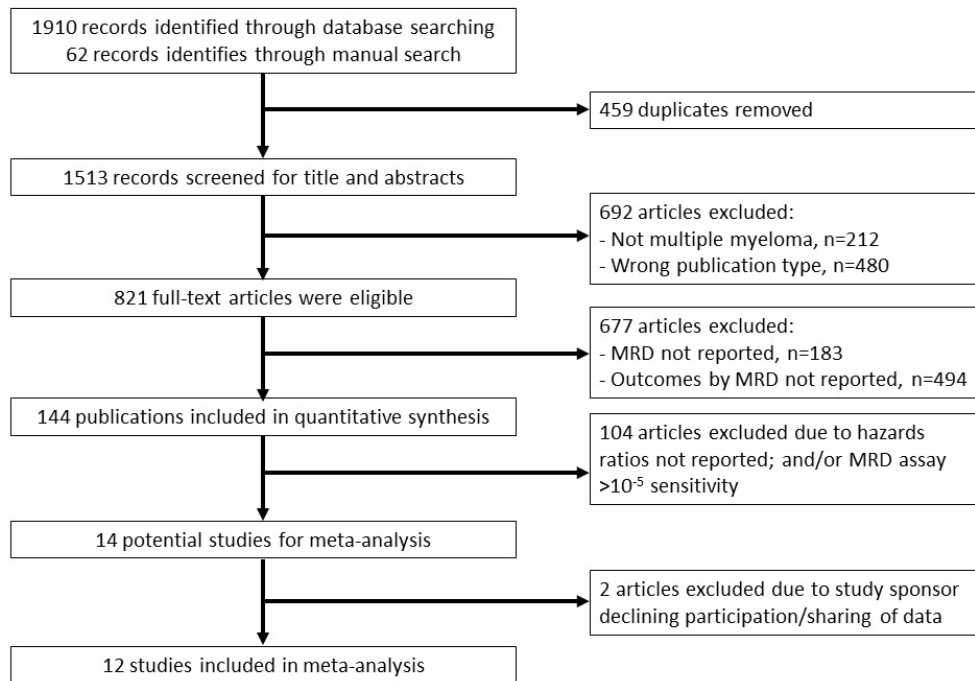 1910 records identified through database searching
62 records identifies through manual search
459 duplicates removed
1513 records screened for title and abstracts
692 articles excluded:
- Not multiple myeloma, n=212
- Wrong publication type, n=480
821 full-text articles were eligible
677 articles excluded:
- MRD not reported, n=183
- Outcomes by MRD not reported, n=494
144 publications included in quantitative synthesis
104 articles excluded due to hazards
ratios not reported; and/or MRD assay
>10⁻⁵ sensitivity
14 potential studies for meta-analysis
2 articles excluded due to study sponsor
declining participation/sharing of data
12 studies included in meta-analysis